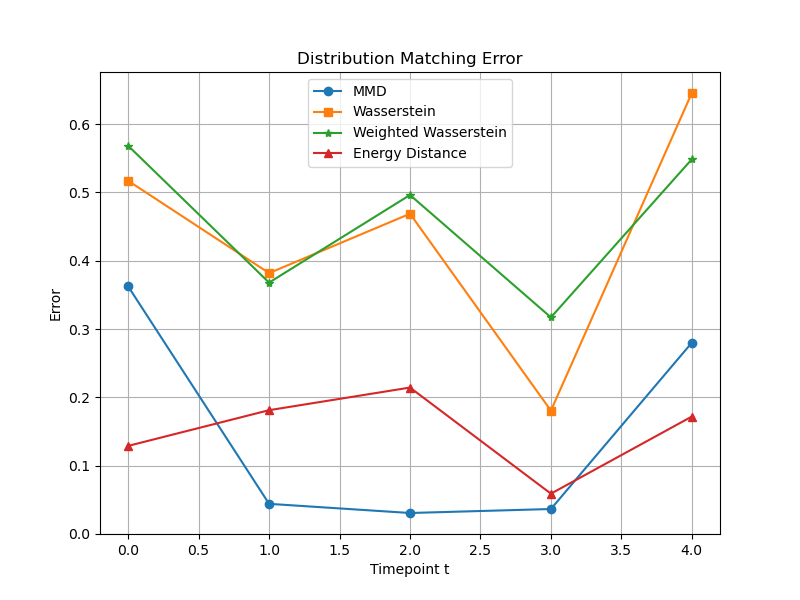 Distribution Matching Error
MMD
Wasserstein
Weighted Wasserstein
Energy Distance
Error
0.6
0.5
0.4
0.3
0.2
0.1
0.0
0.0 0.5 1.0 1.5 2.0 2.5 3.0 3.5 4.0
Timepoint t